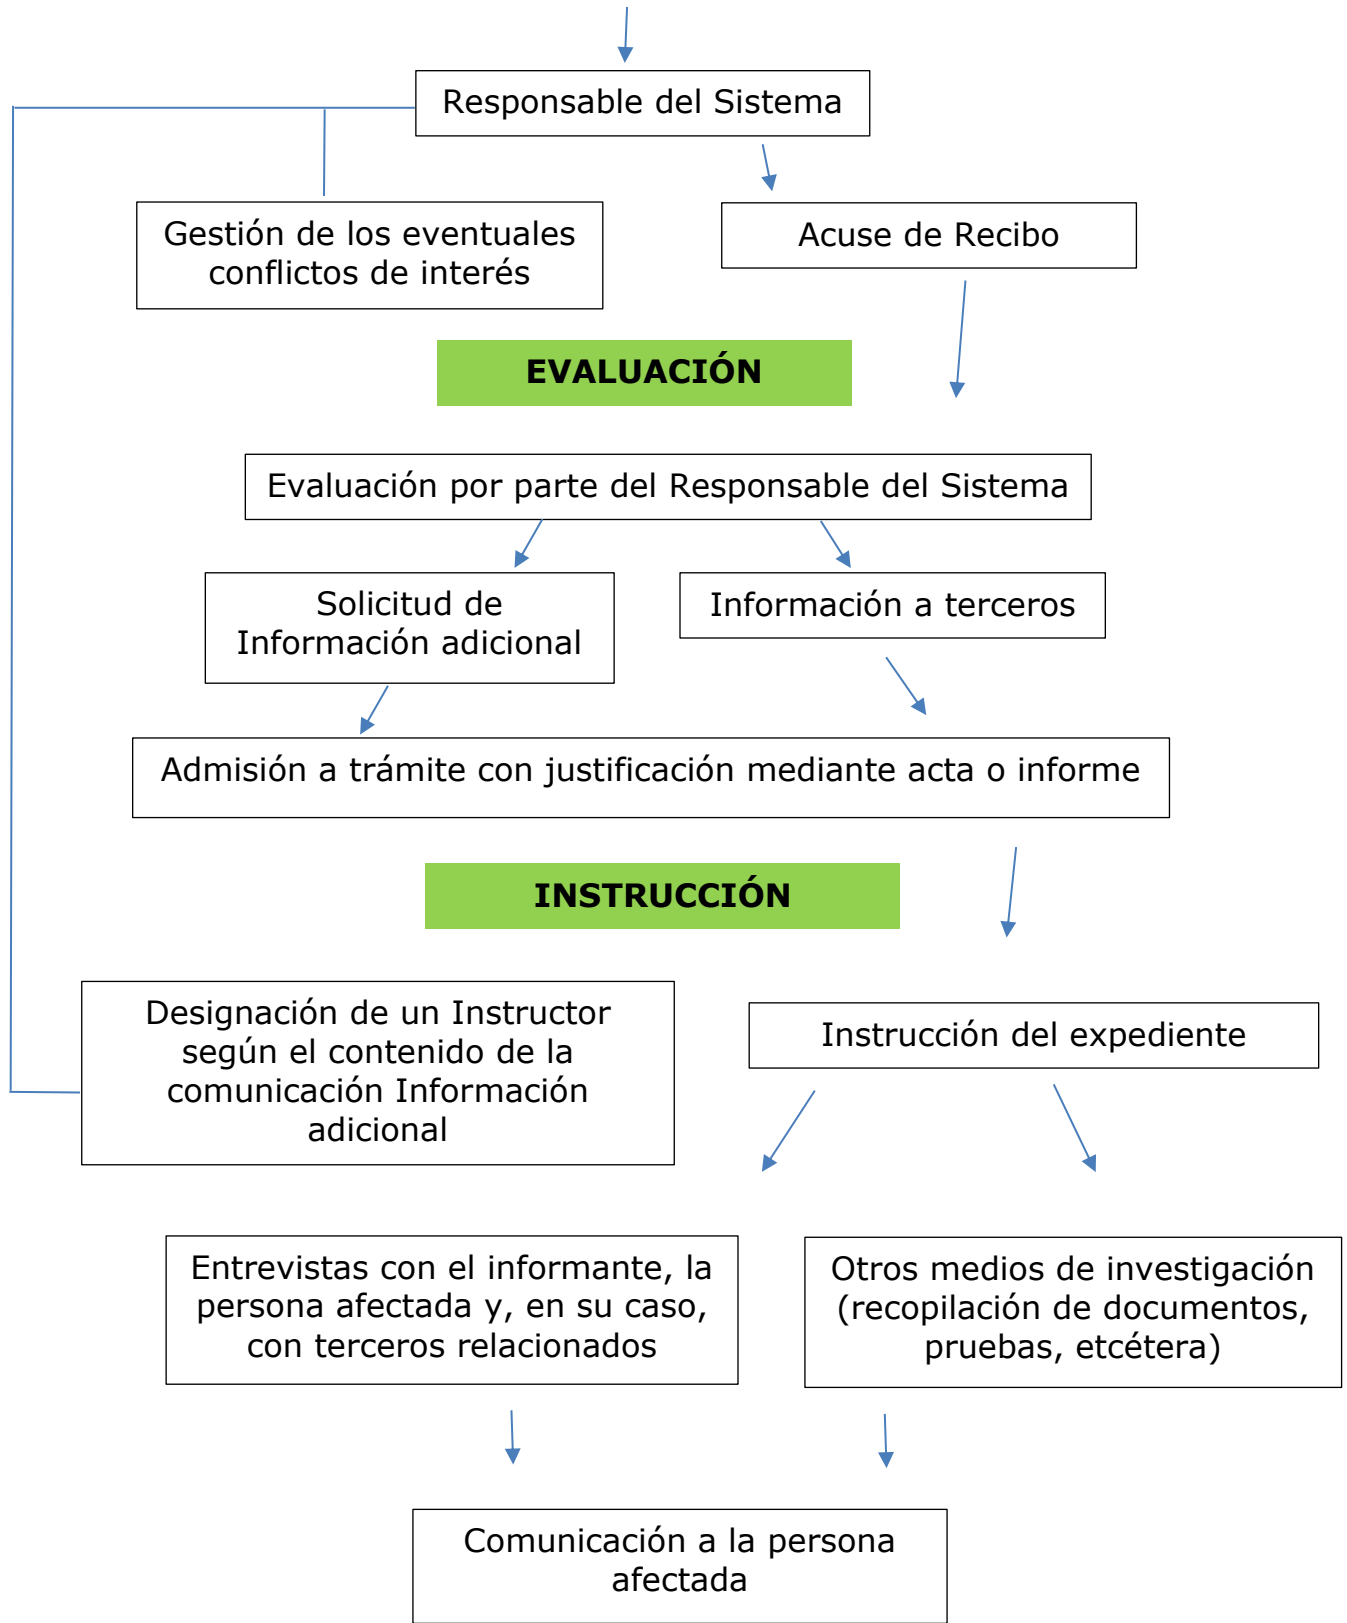 Responsable del Sistema
Gestión de los eventuales
conflictos de interés
Acuse de Recibo
EVALUACIÓN
Evaluación por parte del Responsable del Sistema
Solicitud de
Información adicional
Información a terceros
Admisión a trámite con justificación mediante acta o informe
INSTRUCCIÓN
Designación de un Instructor
según el contenido de la
comunicación Información
adicional
Instrucción del expediente
Entrevistas con el informante, la
persona afectada y, en su caso,
con terceros relacionados
Otros medios de investigación
(recopilación de documentos,
pruebas, etcétera)
Comunicación a la persona
afectada